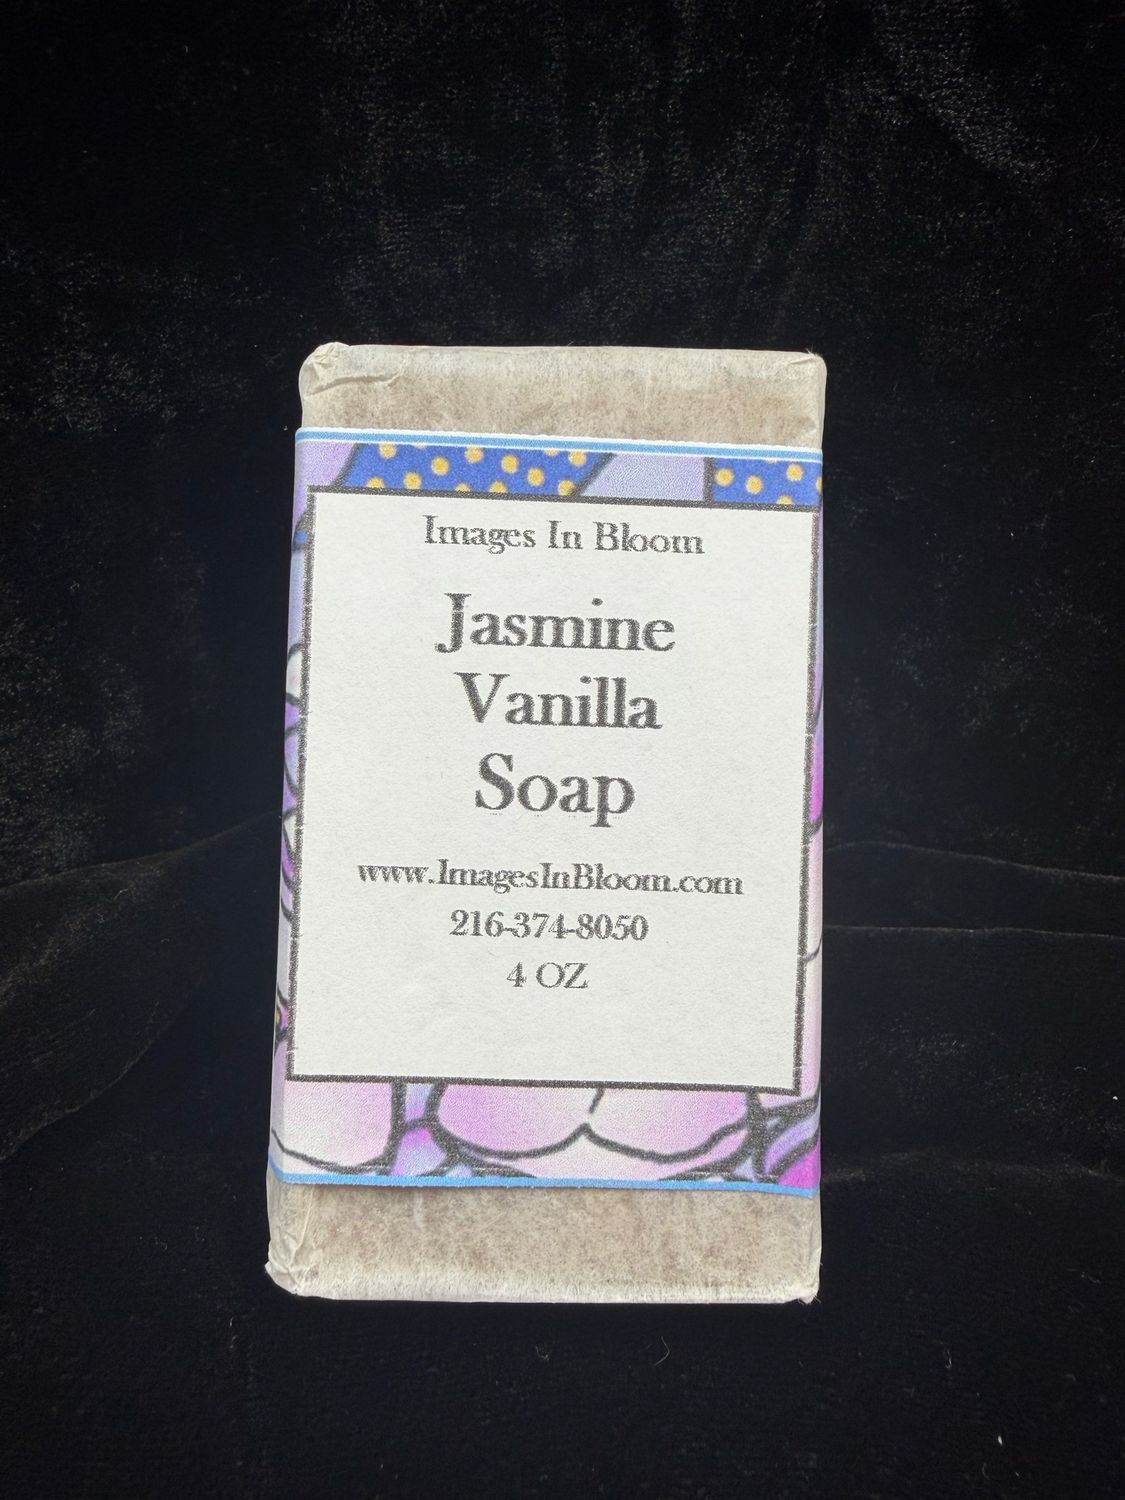 Images In Bloom
Jasmine
Vanilla
Soap
www.ImagesInBloom.com
216-374-8050
4 OZ